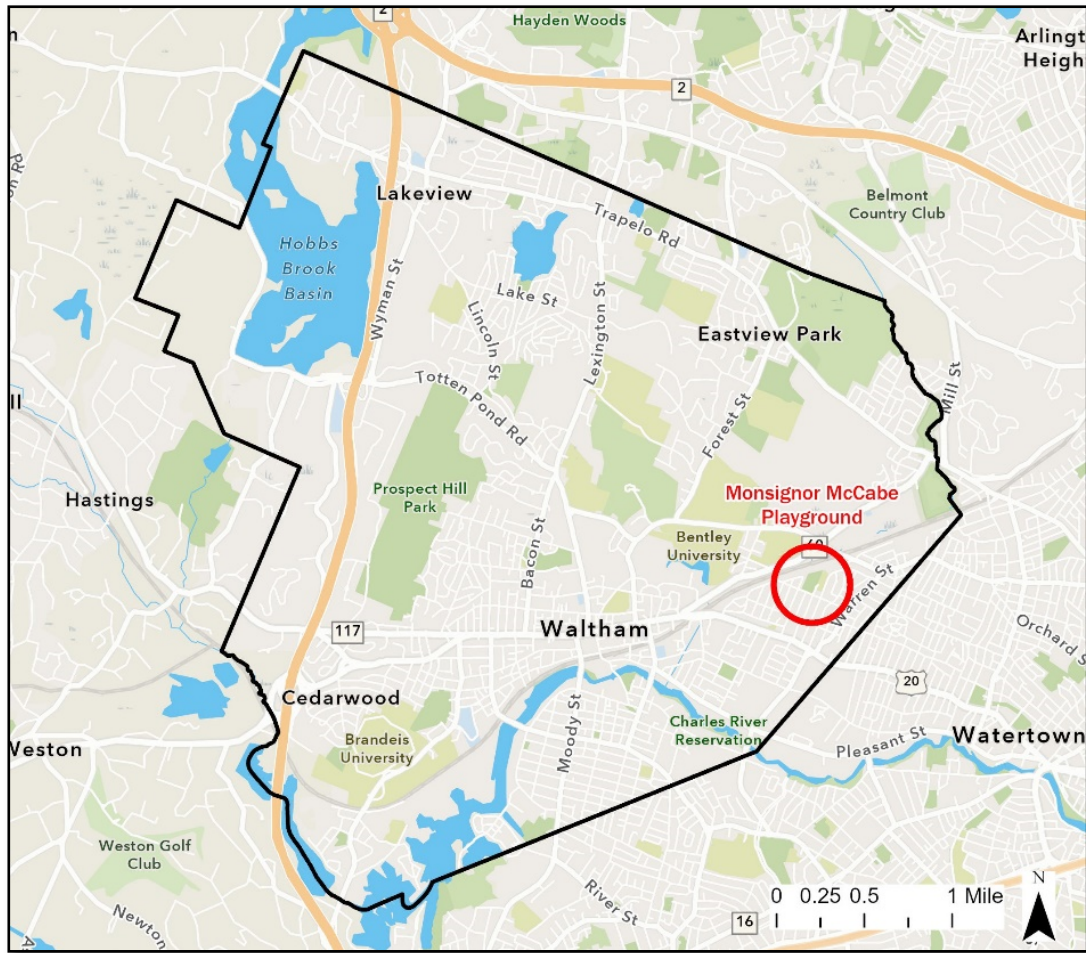 2
Hayden Woods
Arlingt
Height
2
Belmont
Country Club
Lakeview
Trapelo Rd
Hobbs
Brook
Basin
Wyman St
Lake St
Lincoln St
Lexington St
Eastview Park
Totten Pond Rd
Forest St
Mill St
Hastings
Prospect Hill
Park
Monsignor McCabe
Playground
Bentley
University
60
Bacon St
Warren St
117
Waltham
Orchard S
20
Cedarwood
Moody St
Charles River
Reservation
Pleasant St
Watertown
Weston
Brandeis
University
Weston Golf
Club
Newton
River St
16
0 0.25 0.5 1 Mile
N